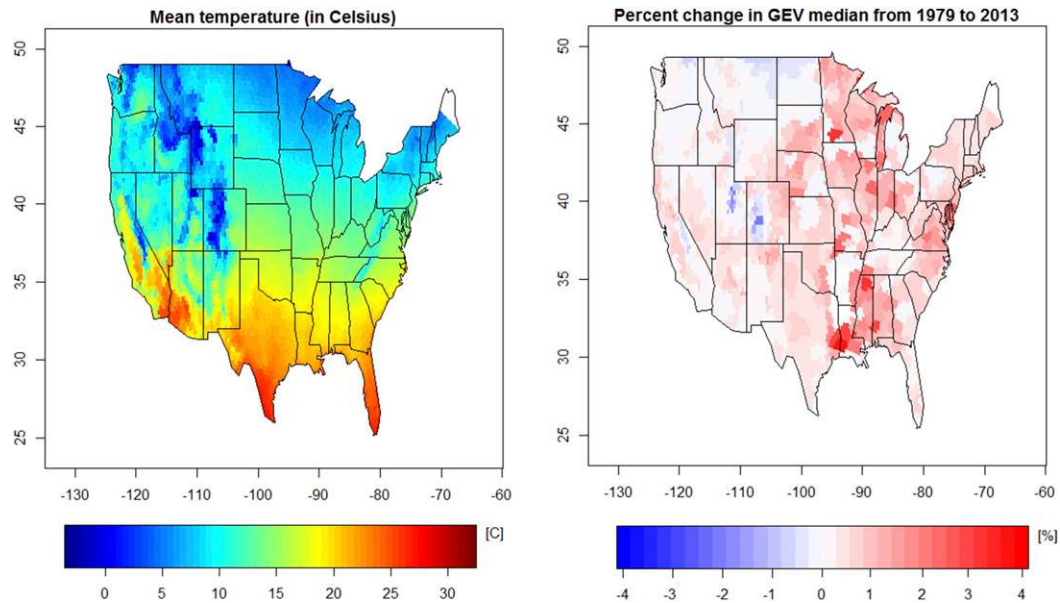 Mean temperature (in Celsius)
50
45
40
35
30
25
-130 -120 -110 -100 -90 -80 -70 -60
[C]
0 5 10 15 20 25 30
Percent change in GEV median from 1979 to 2013
50
45
40
35
30
25
-130 -120 -110 -100 -90 -80 -70 -60
[%]
-4 -3 -2 -1 0 1 2 3 4